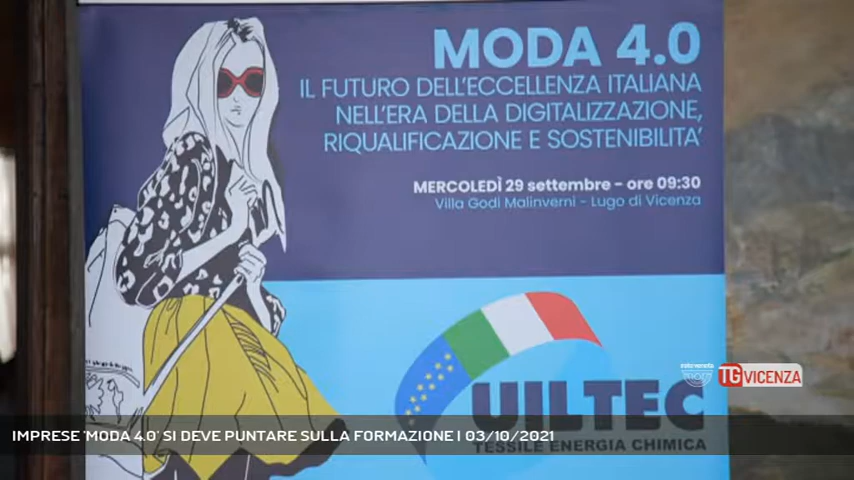 MODA 4.0
IL FUTURO DELL'ECCELLENZA ITALIANA
NELL'ERA DELLA DIGITALIZZAZIONE,
RIQUALIFICAZIONE E SOSTENIBILITA'
MERCOLEDÌ 29 settembre - ore 09:30
Villa Godi Malinverni - Lugo di Vicenza
UILTEC
TESSILE ENERGIA CHIMICA
TGVICENZA
IMPRESE 'MODA 4.0' SI DEVE PUNTARE SULLA FORMAZIONE | 03/10/2021